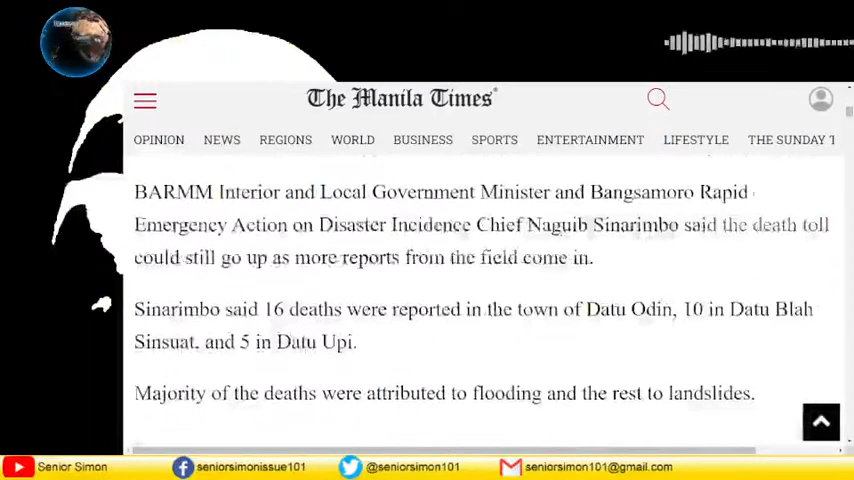 The Manila Times
OPINION NEWS REGIONS WORLD BUSINESS SPORTS ENTERTAINMENT LIFESTYLE THE SUNDAY T
BARMM Interior and Local Government Minister and Bangsamoro Rapid
Emergency Action on Disaster Incidence Chief Naguib Sinarimbo said the death toll
could still go up as more reports from the field come in.
Sinarimbo said 16 deaths were reported in the town of Datu Odin, 10 in Datu Blah
Sinsuat, and 5 in Datu Upi.
Majority of the deaths were attributed to flooding and the rest to landslides.
Senior Simon seniorsimonissue101 @seniorsimon101 seniorsimon101@gmail.com